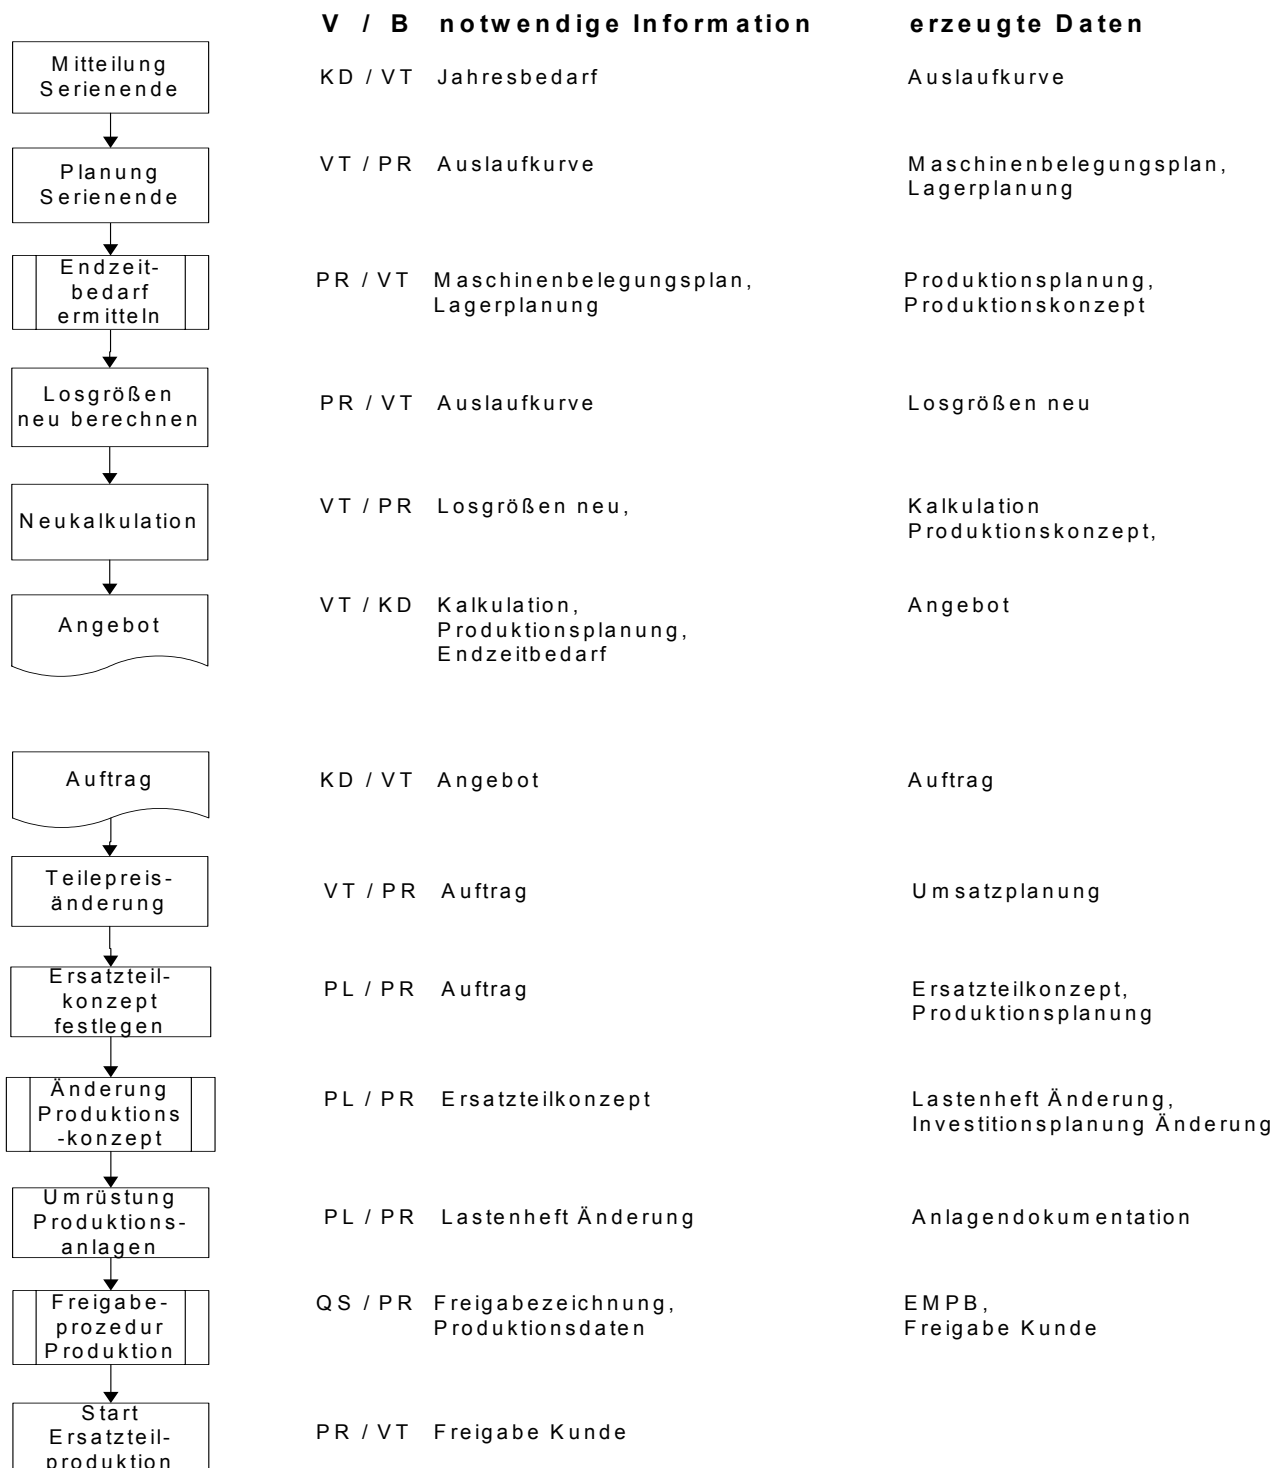 V / B notwendige Information erzeugte Daten
Mitteilung
Serienende
KD / VT Jahresbedarf Auslaufkurve
Planung
Serienende
VT / PR Auslaufkurve Maschinenbelegungsplan,
Lagerplanung
Endzeit-
bedarf
ermitteln
PR / VT Maschinenbelegungsplan, Produktionsplanung,
Lagerplanung Produktionskonzept
Losgrößen
neu berechnen
PR / VT Auslaufkurve Losgrößen neu
Neukalkulation
VT / PR Losgrößen neu, Kalkulation
Produktionskonzept,
Angebot
VT / KD Kalkulation, Angebot
Produktionsplanung,
Endzeitbedarf
Auftrag
KD / VT Angebot Auftrag
Teilepreis-
änderung
VT / PR Auftrag Umsatzplanung
Ersatzteil-
konzept
festlegen
PL / PR Auftrag Ersatzteilkonzept,
Produktionsplanung
Änderung
Produktions
-konzept
PL / PR Ersatzteilkonzept Lastenheft Änderung,
Investitionsplanung Änderung
Umrüstung
Produktions-
anlagen
PL / PR Lastenheft Änderung Anlagendokumentation
Freigabe-
prozedur
Produktion
QS / PR Freigabezeichnung, EMPB,
Produktionsdaten Freigabe Kunde
Start
Ersatzteil-
produktion
PR / VT Freigabe Kunde